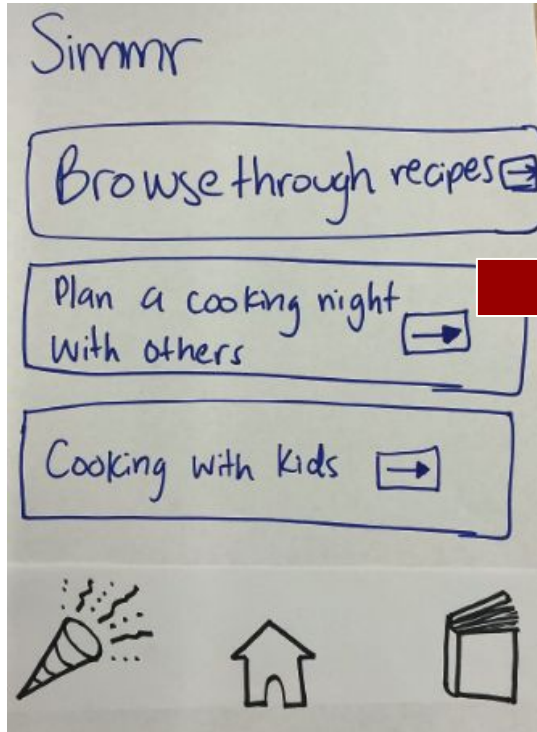 Simmr
Browse through recipes
Plan a cooking night
with others
Cooking with kids